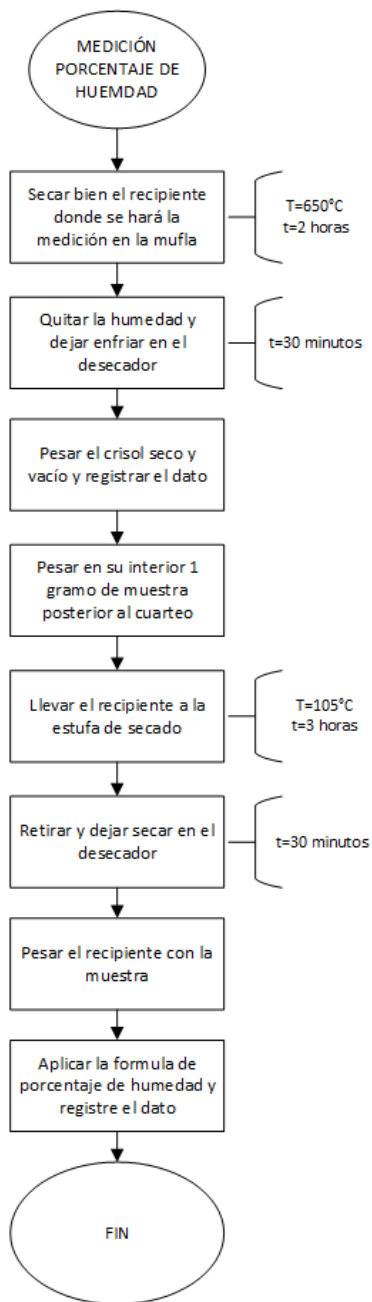 MEDICIÓN
PORCENTAJE DE
HUEMDAD
Secar bien el recipiente
donde se hará la
medición en la mufla
T=650°C
t=2 horas
Quitar la humedad y
dejar enfriar en el
desecador
t=30 minutos
Pesar el crisol seco y
vacío y registrar el dato
Pesar en su interior 1
gramo de muestra
posterior al cuarteo
Llevar el recipiente a la
estufa de secado
T=105°C
t=3 horas
Retirar y dejar secar en el
desecador
t=30 minutos
Pesar el recipiente con la
muestra
Aplicar la formula de
porcentaje de humedad y
registre el dato
FIN